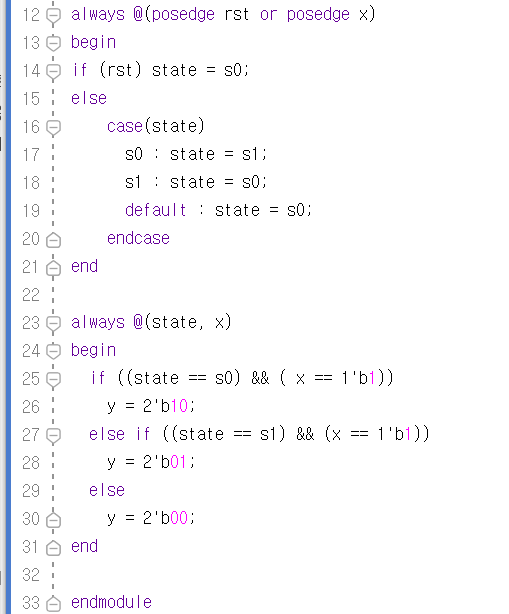 12 always @(posedge rst or posedge x)
13 begin
14 if (rst) state = s0;
15 else
16 case(state)
17 s0 : state = s1;
18 s1 : state = s0;
19 default : state = s0;
20 endcase
21 end
22
23 always @(state, x)
24 begin
25 if ((state == s0) && ( x == 1'b1))
26 y = 2'b10;
27 else if ((state == s1) && (x == 1'b1))
28 y = 2'b01;
29 else
30 y = 2'b00;
31 end
32
33 endmodule